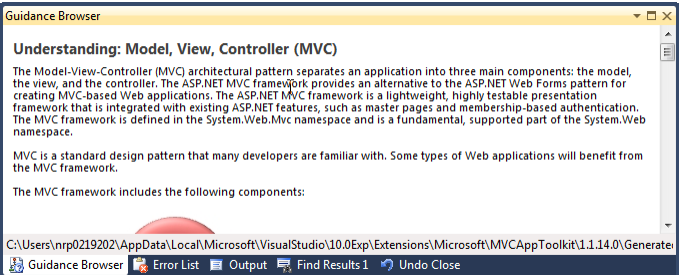 Guidance Browser
Understanding: Model, View, Controller (MVC)
The Model-View-Controller (MVC) architectural pattern separates an application into three main components: the model,
the view, and the controller. The ASP.NET MVC framework provides an alternative to the ASP.NET Web Forms pattern for
creating MVC-based Web applications. The ASP.NET MVC framework is a lightweight, highly testable presentation
framework that is integrated with existing ASP.NET features, such as master pages and membership-based authentication.
The MVC framework is defined in the System.Web.Mvc namespace and is a fundamental, supported part of the System.Web
namespace.
MVC is a standard design pattern that many developers are familiar with. Some types of Web applications will benefit from
the MVC framework.
The MVC framework includes the following components:
C:\Users\nrp0219202\AppData\Local\Microsoft\VisualStudio\10.0Exp\Extensions\Microsoft\MVCAppToolkit\1.1.14.0\Generate
Guidance Browser Error List Output Find Results 1 Undo Close